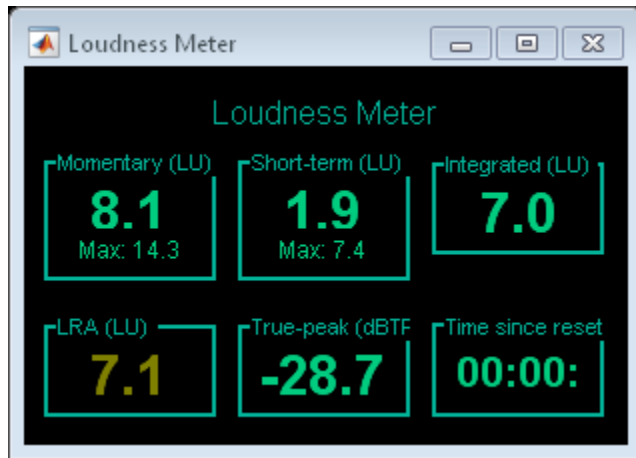 Loudness Meter
Loudness Meter
Momentary (LU)
8.1
Max: 14.3
Short-term (LU)
1.9
Max: 7.4
Integrated (LU)
7.0
LRA (LU)
7.1
True-peak (dBTP
-28.7
Time since reset
00:00: